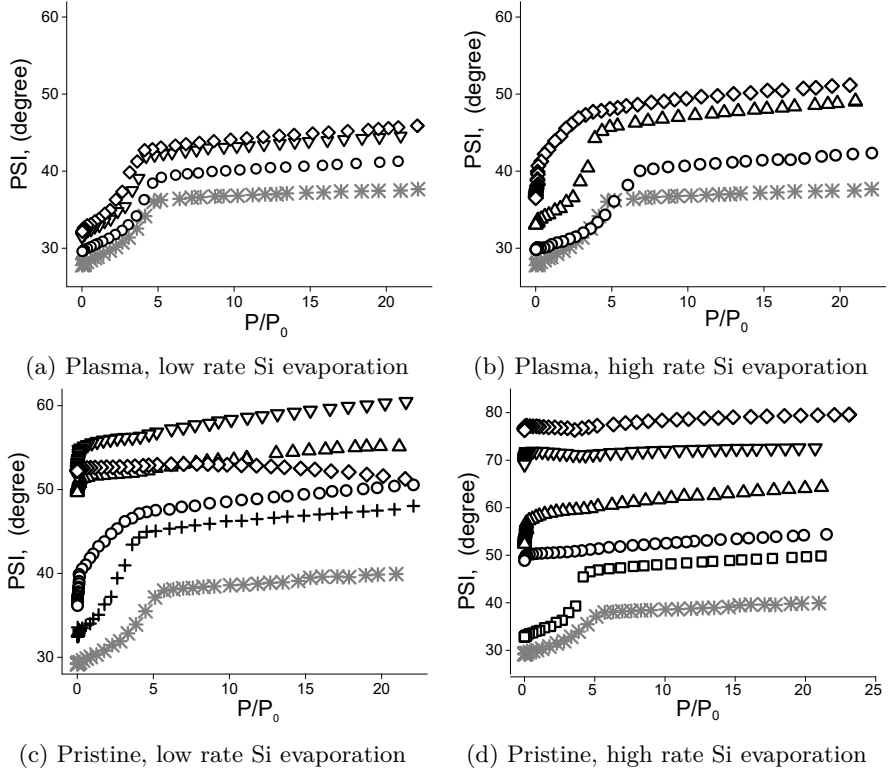 60
50
40
30
PSI, (degree)
0 5 10 15 20
P/P0
(a) Plasma, low rate Si evaporation
60
50
40
30
PSI, (degree)
0 5 10 15 20
P/P0
(b) Plasma, high rate Si evaporation
60
50
40
30
PSI, (degree)
0 5 10 15 20
P/P0
(c) Pristine, low rate Si evaporation
80
70
60
50
40
30
PSI, (degree)
0 5 10 15 20 25
P/P0
(d) Pristine, high rate Si evaporation